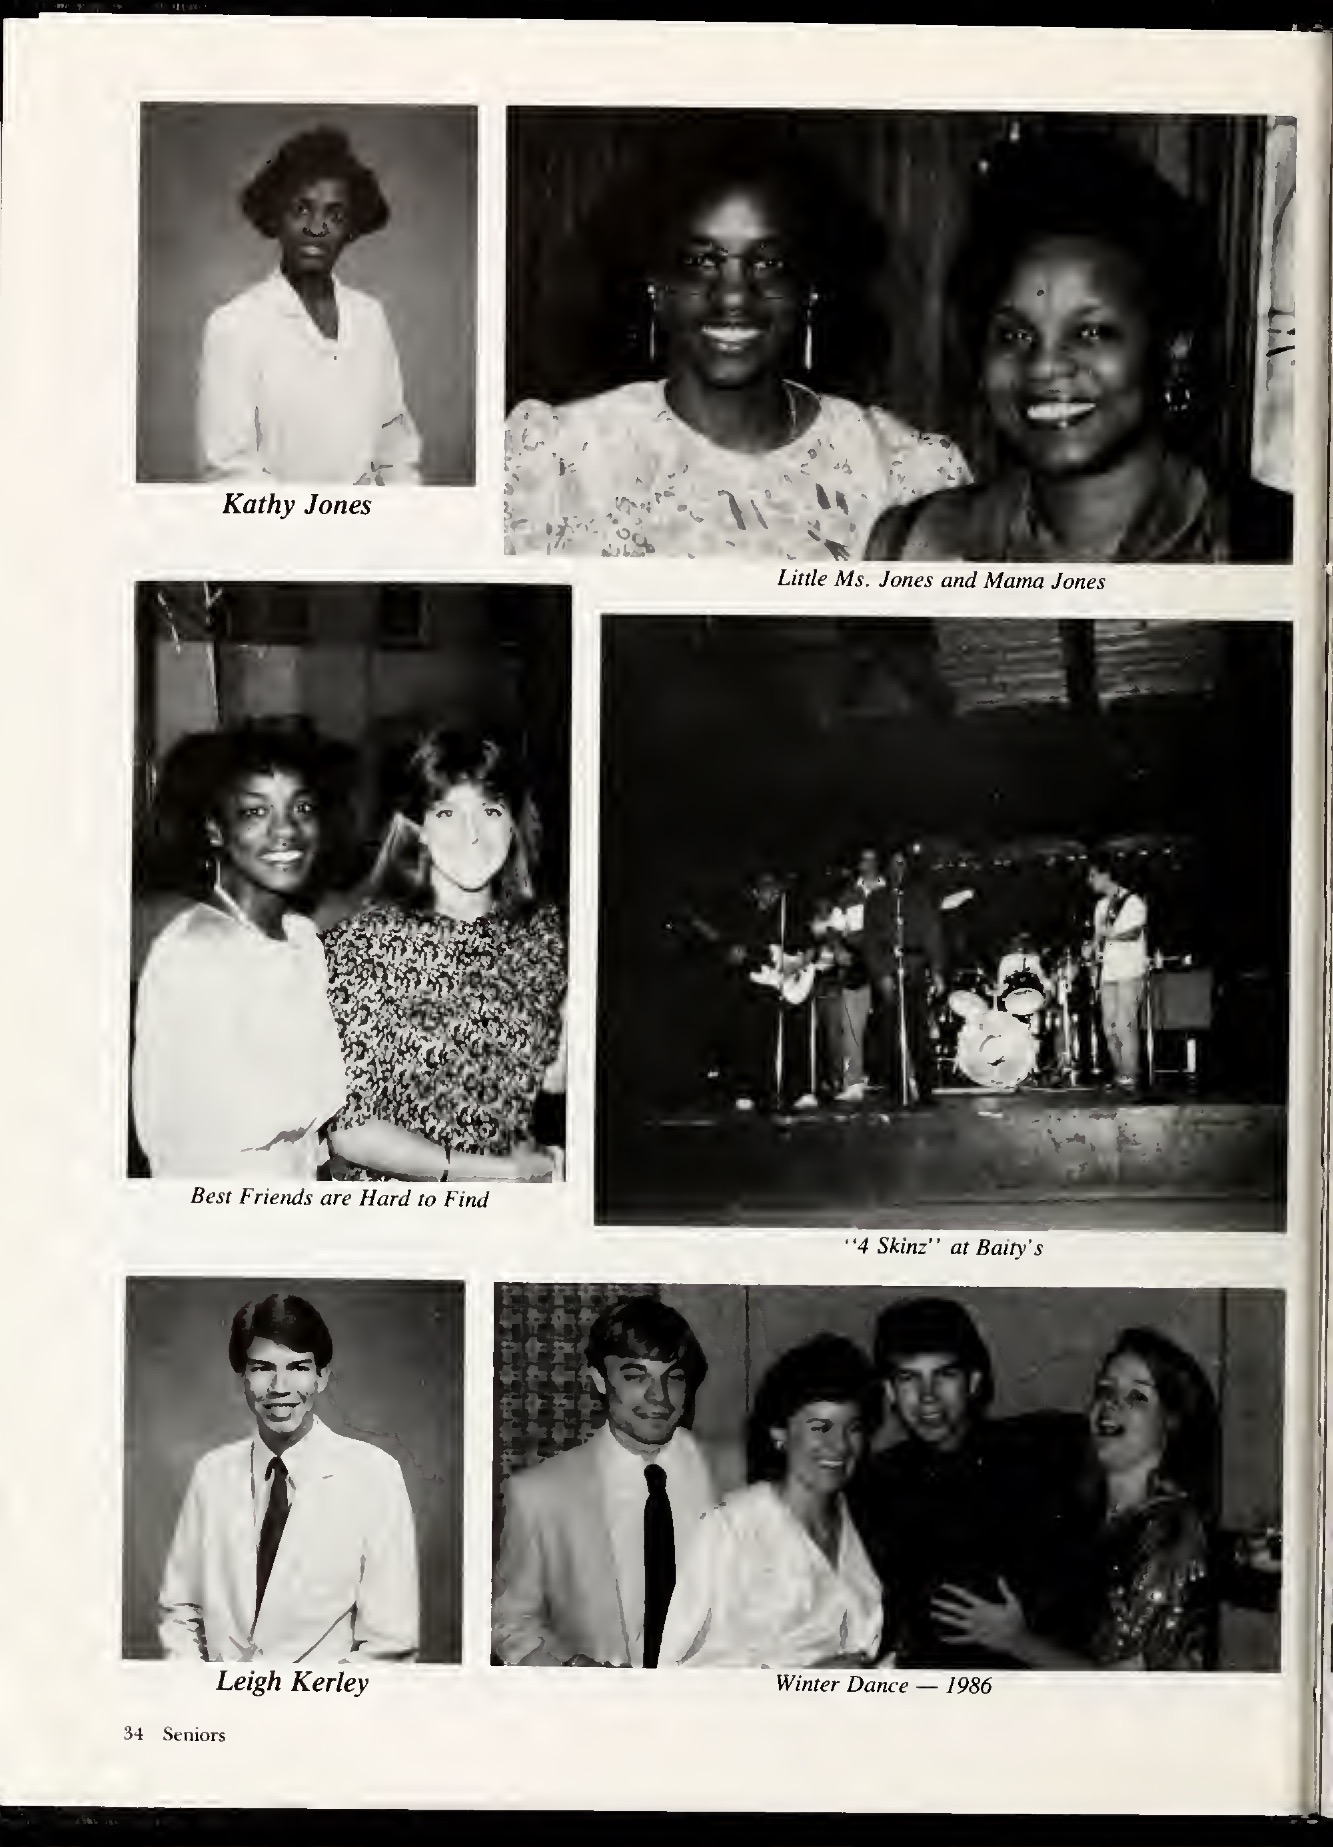 Kathy Jones
Little Ms. Jones and Mama Jones
Best Friends are Hard to Find
"4 Skinz" at Baity's
Leigh Kerley
Winter Dance — 1986
34 Seniors